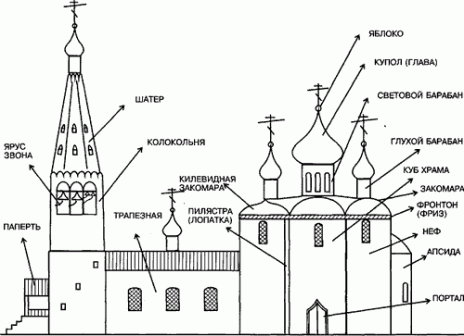 ЯБЛОКО
КУПОЛ (ГЛАВА)
СВЕТОВОЙ БАРАБАН
ШАТЕР
ЯРУС
ЗВОНА
КОЛОКОЛЬНЯ
ГЛУХОЙ БАРАБАН
КУБ ХРАМА
КИЛЕВИДНАЯ
ЗАКОМАРА
ЗАКОМАРА
ПАПЕРТЬ
ТРАПЕЗНАЯ
ПИЛЯСТРА
(ЛОПАТКА)
ФРОНТОН
(ФРИЗ)
НЕФ
АПСИДА
ПОРТАЛ